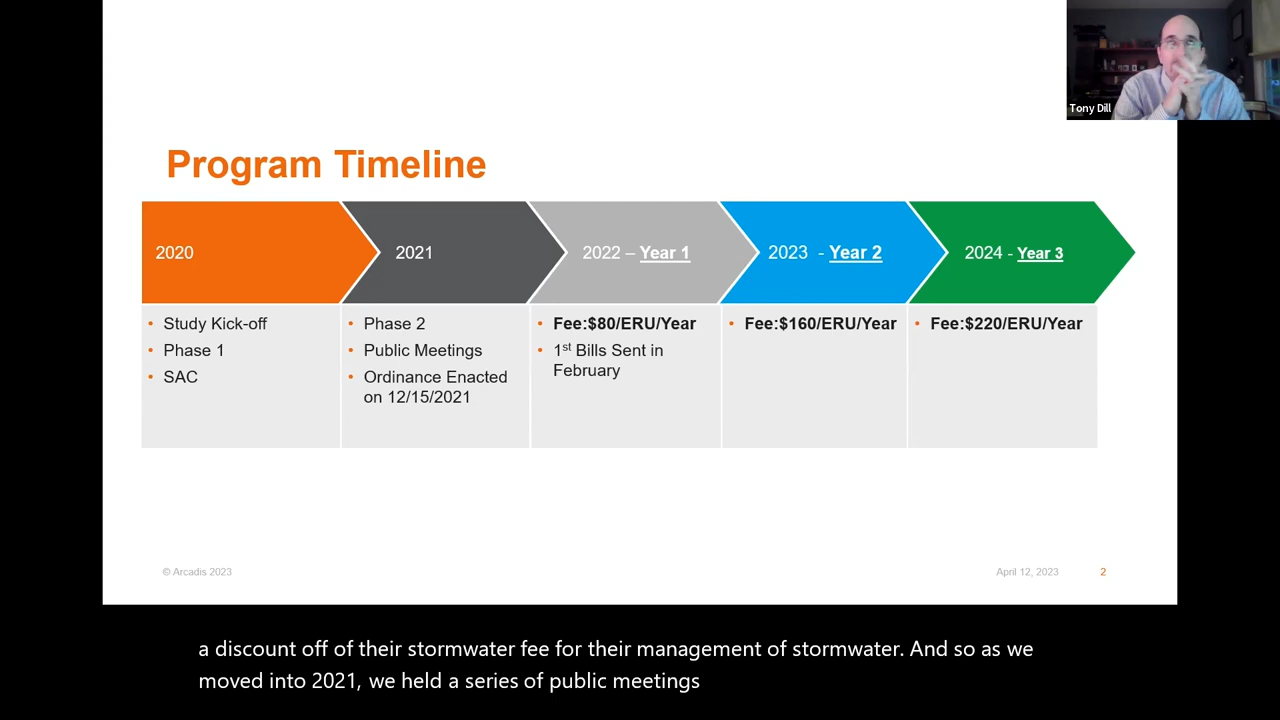 Tony Dill
Program Timeline
2020
2021
2022 – Year 1
2023 - Year 2
2024 - Year 3
• Study Kick-off
• Phase 1
• SAC
• Phase 2
• Public Meetings
• Ordinance Enacted
on 12/15/2021
• Fee:$80/ERU/Year
• 1st Bills Sent in
February
• Fee:$160/ERU/Year
• Fee:$220/ERU/Year
© Arcadis 2023
April 12, 2023
2
a discount off of their stormwater fee for their management of stormwater. And so as we
moved into 2021, we held a series of public meetings